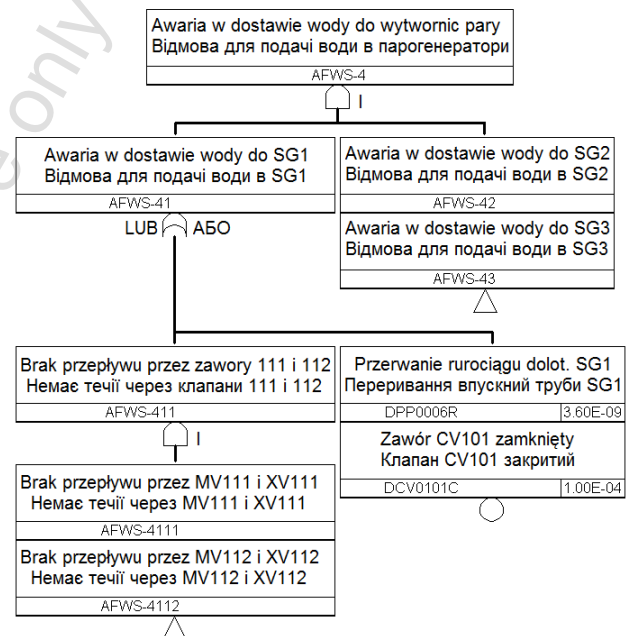 Awaria w dostawie wody do wytwornic pary
Відмова для подачі води в парогенератори
AFWS-4
I
Awaria w dostawie wody do SG1
Відмова для подачі води в SG1
AFWS-41
LUB АБО
Awaria w dostawie wody do SG2
Відмова для подачі води в SG2
AFWS-42
Awaria w dostawie wody do SG3
Відмова для подачі води в SG3
AFWS-43
Brak przepływu przez zawory 111 i 112
Немає течії через клапани 111 і 112
AFWS-411
I
Przerwanie rurociągu dolot. SG1
Переривання впускний труби SG1
DPP0006R 3.60E-09
Zawór CV101 zamknięty
Клапан CV101 закритий
DCV0101C 1.00E-04
Brak przepływu przez MV111 i XV111
Немає течії через MV111 і XV111
AFWS-4111
Brak przepływu przez MV112 i XV112
Немає течії через MV112 і XV112
AFWS-4112
only